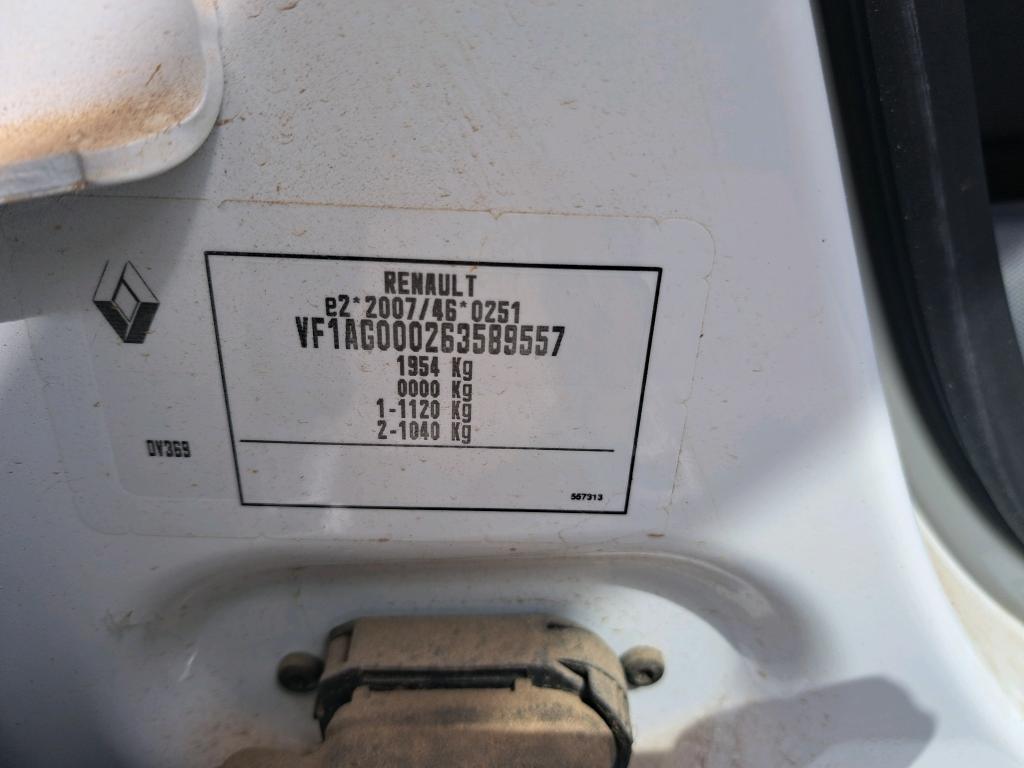 RENAULT
e2*2007/46*0251
VF1AG000263589557
1954 Kg
0000 Kg
1-1120 Kg
2-1040 Kg
DV369
557313